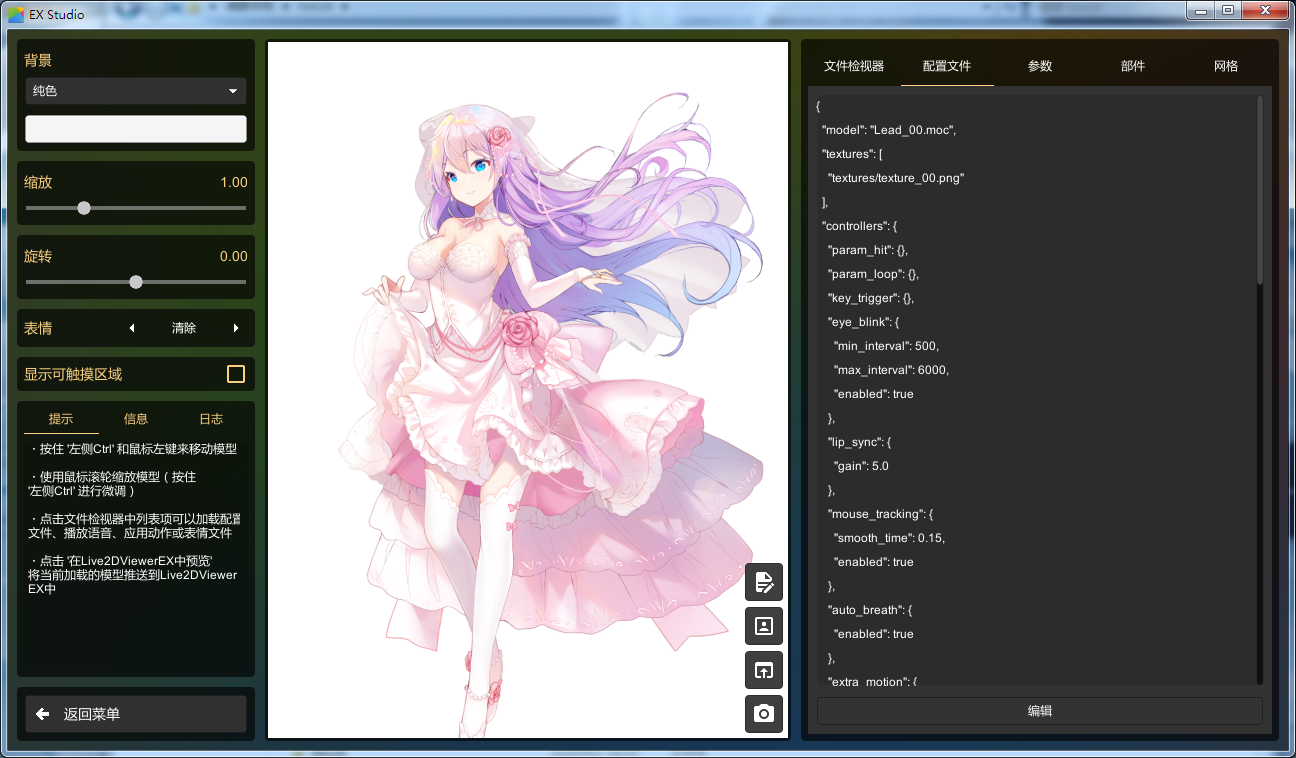 EX Studio
背景
纯色
缩放 1.00
旋转 0.00
表情 清除
显示可触摸区域
提示 信息 日志
· 按住 '左侧Ctrl' 和鼠标左键来移动模型
· 使用鼠标滚轮缩放模型 ( 按住
'左侧Ctrl' 进行微调 )
· 点击文件检视器中列表项可以加载配置
文件、播放语音、应用动作或表情文件
· 点击 '在Live2DViewerEX中预览'
将当前加载的模型推送到Live2DViewer
EX中
返回菜单
文件检视器 配置文件 参数 部件 网格
{
"model": "Lead_00.moc",
"textures": [
"textures/texture_00.png"
],
"controllers": {
"param_hit": {},
"param_loop": {},
"key_trigger": {},
"eye_blink": {
"min_interval": 500,
"max_interval": 6000,
"enabled": true
},
"lip_sync": {
"gain": 5.0
},
"mouse_tracking": {
"smooth_time": 0.15,
"enabled": true
},
"auto_breath": {
"enabled": true
},
"extra_motion": {
编辑